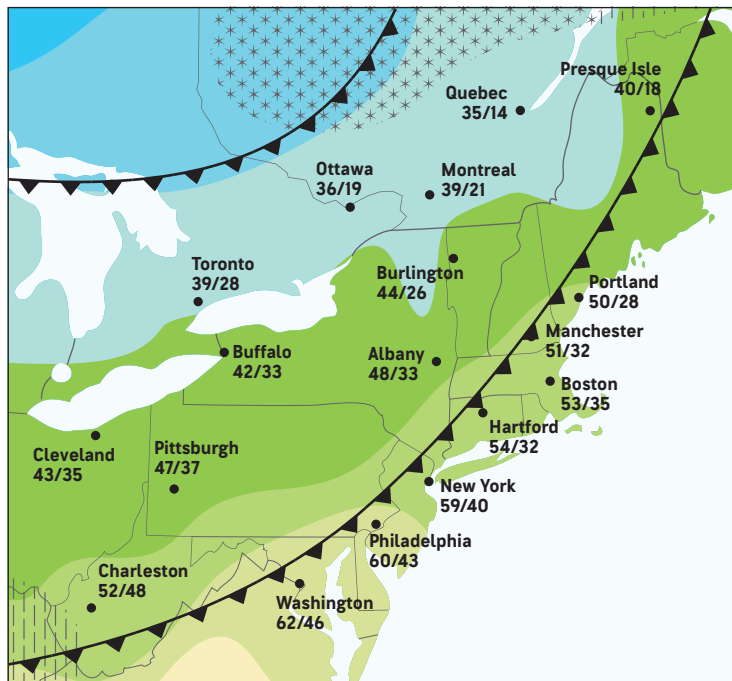 Presque Isle
40/18
Quebec
35/14
Ottawa
36/19
Montreal
39/21
Toronto
39/28
Burlington
44/26
Portland
50/28
Manchester
51/32
Buffalo
42/33
Albany
48/33
Boston
53/35
Hartford
54/32
Cleveland
43/35
Pittsburgh
47/37
New York
59/40
Philadelphia
60/43
Charleston
52/48
Washington
62/46